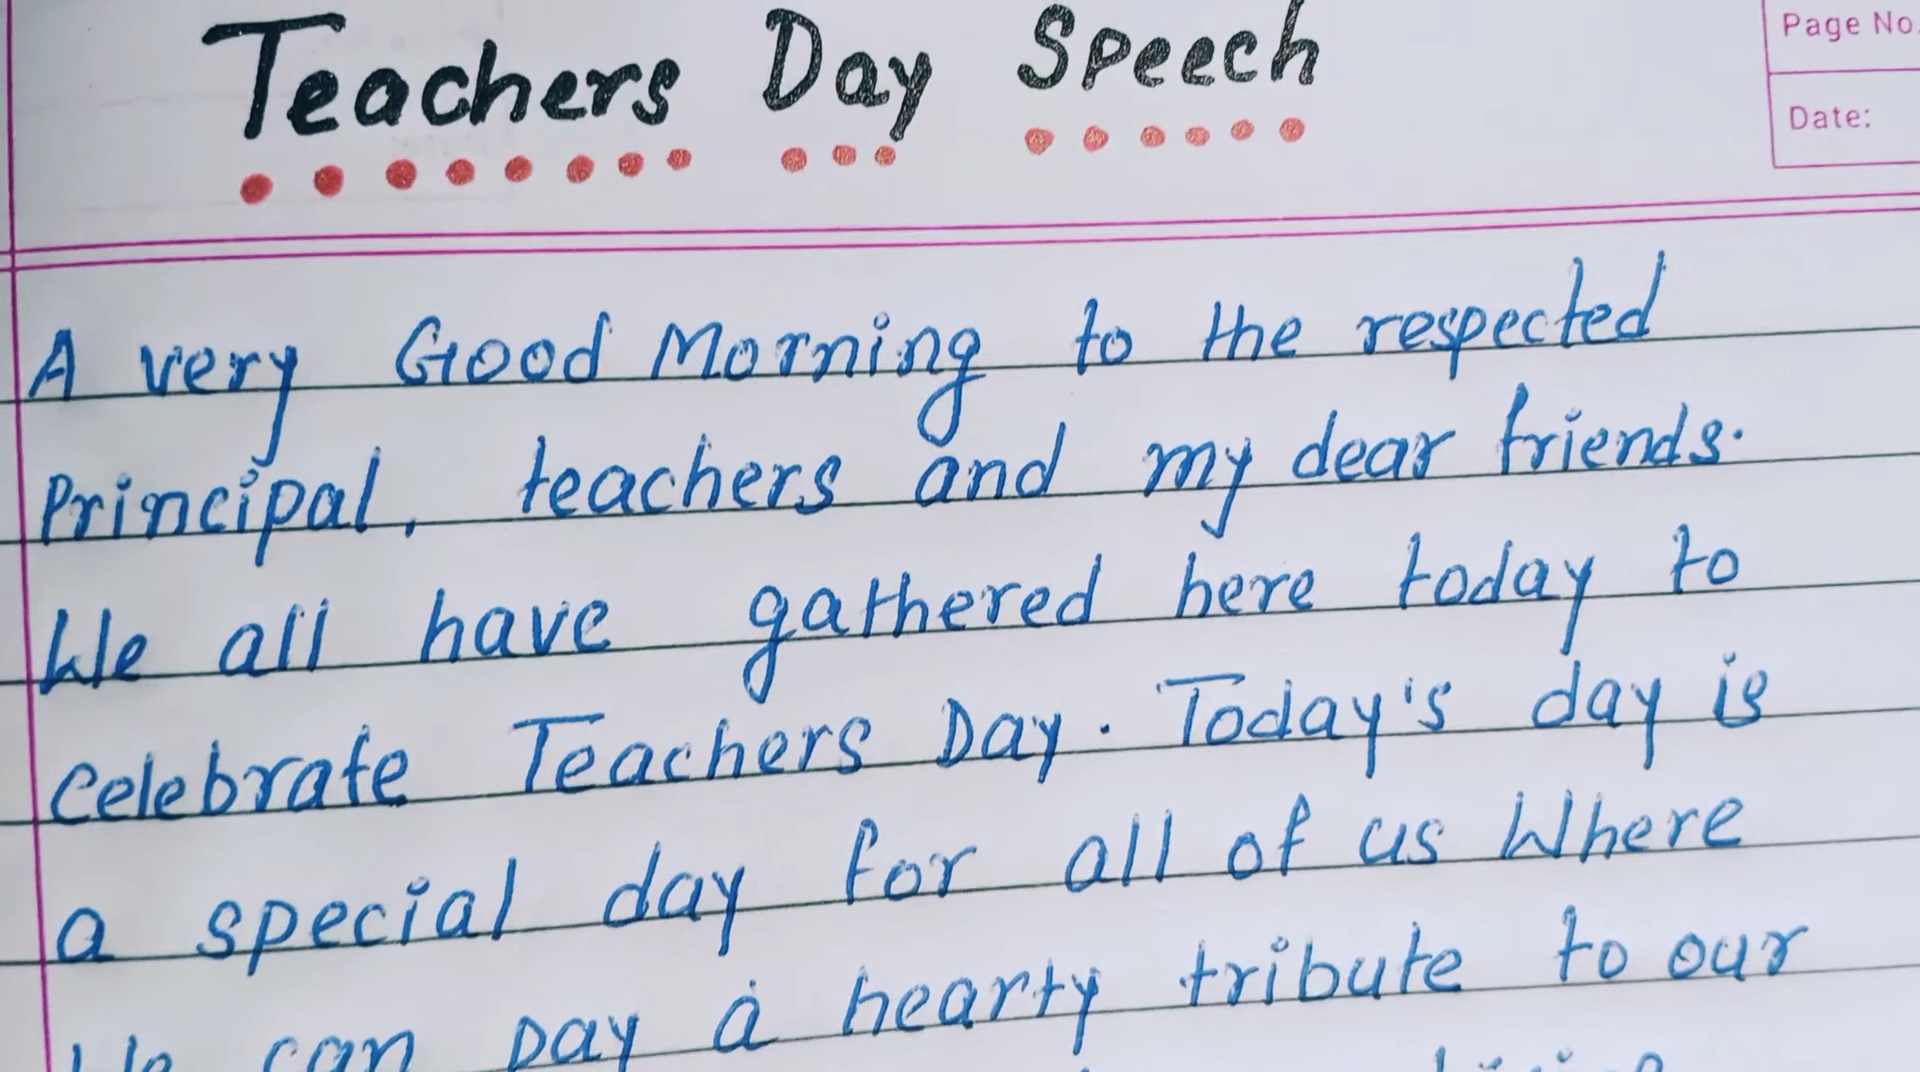 Teachers Day Speech
Page No.
Date:
A very Good Morning to the respected
Principal, teachers and my dear friends.
We all have gathered here today to
celebrate Teachers Day. Today's day is
a special day for all of us Where
We can pay a hearty tribute to our